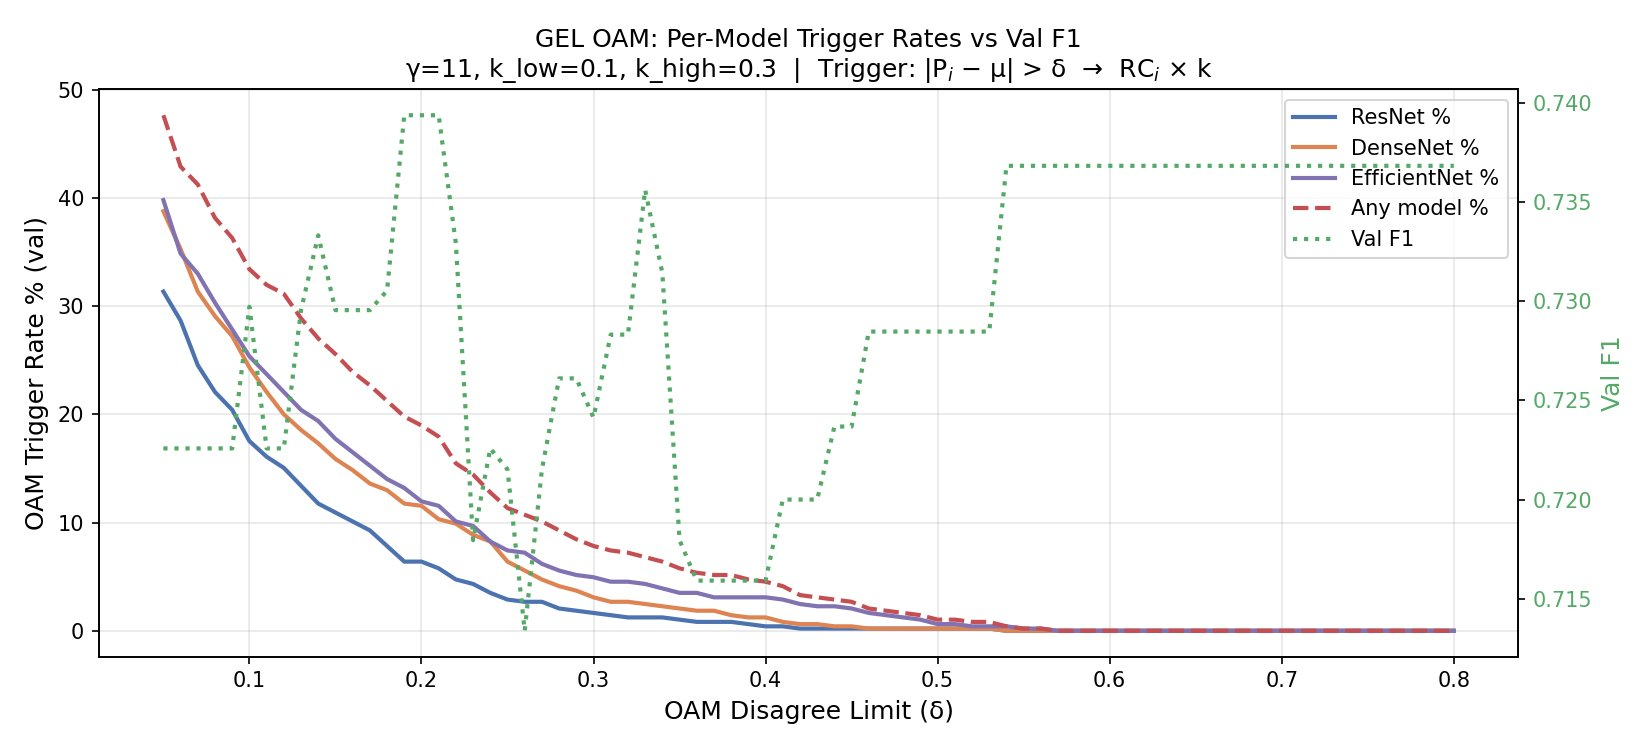 GEL OAM: Per-Model Trigger Rates vs Val F1
γ=11, k_low=0.1, k_high=0.3 | Trigger: |Pᵢ − μ| > δ → RCᵢ × k
50
40
30
20
10
0
OAM Trigger Rate % (val)
0.740
0.735
0.730
0.725
0.720
0.715
Val F1
ResNet %
DenseNet %
EfficientNet %
Any model %
Val F1
0.1 0.2 0.3 0.4 0.5 0.6 0.7 0.8
OAM Disagree Limit (δ)